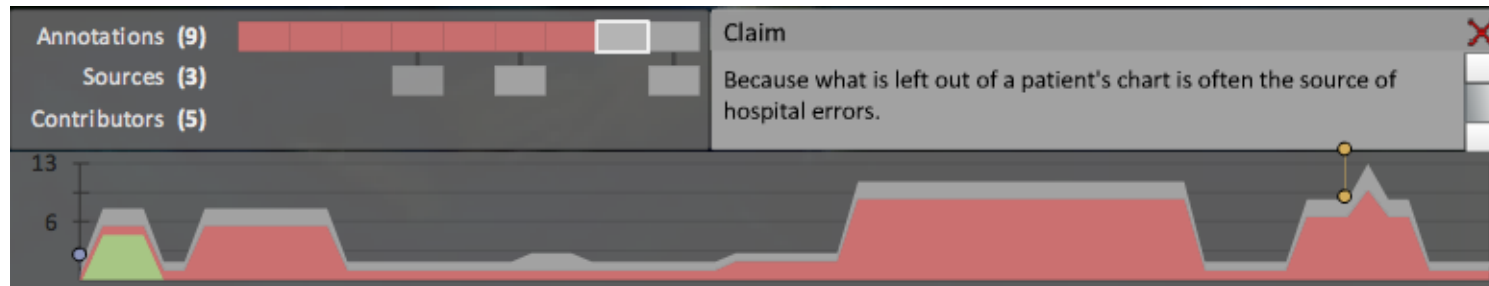 Annotations (9)
Sources (3)
Contributors (5)
Claim
Because what is left out of a patient's chart is often the source of
hospital errors.
13
6